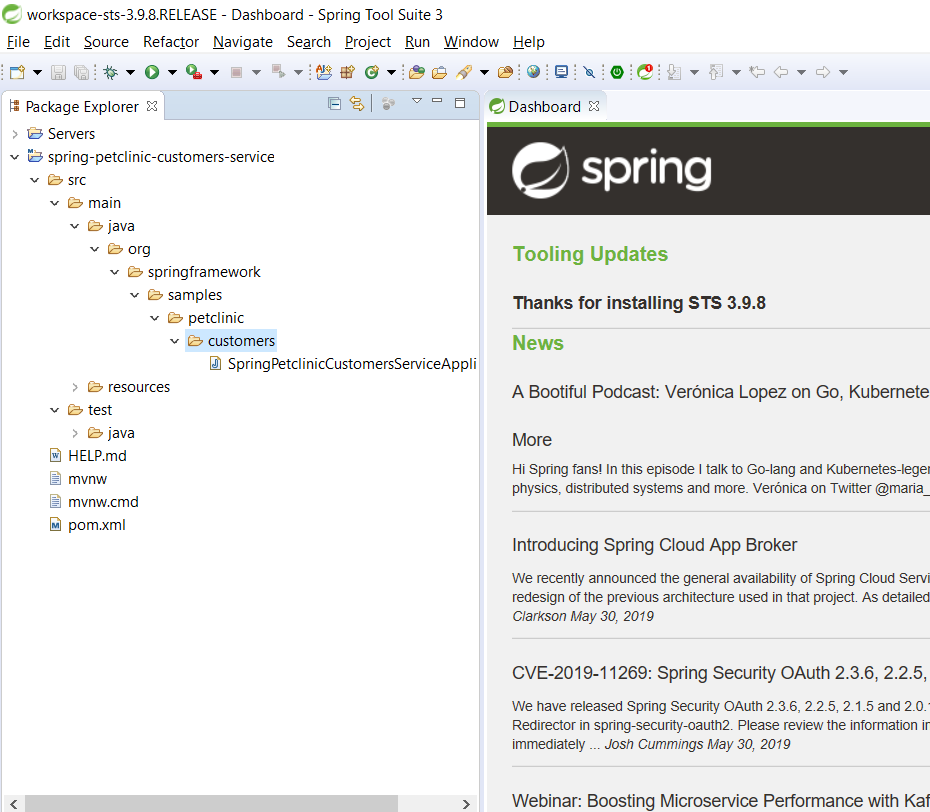 workspace-sts-3.9.8.RELEASE - Dashboard - Spring Tool Suite 3
File Edit Source Refactor Navigate Search Project Run Window Help
Package Explorer
Servers
spring-petclinic-customers-service
src
main
java
org
springframework
samples
petclinic
customers
SpringPetclinicCustomersServiceAppli
resources
test
java
HELP.md
mvnw
mvnw.cmd
pom.xml
Dashboard
spring
Tooling Updates
Thanks for installing STS 3.9.8
News
A Bootiful Podcast: Verónica Lopez on Go, Kubernete
More
Hi Spring fans! In this episode I talk to Go-lang and Kubernetes-leger
physics, distributed systems and more. Verónica on Twitter @maria_
Introducing Spring Cloud App Broker
We recently announced the general availability of Spring Cloud Servi
redesign of the previous architecture used in that project. As detailed
Clarkson May 30, 2019
CVE-2019-11269: Spring Security OAuth 2.3.6, 2.2.5,
We have released Spring Security OAuth 2.3.6, 2.2.5, 2.1.5 and 2.0.1
Redirector in spring-security-oauth2. Please review the information in
immediately ... Josh Cummings May 30, 2019
Webinar: Boosting Microservice Performance with Kaf